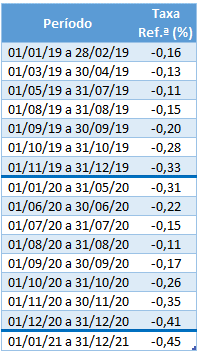 Período Taxa Ref.ª (%)
01/01/19 a 28/02/19 -0,16
01/03/19 a 30/04/19 -0,13
01/05/19 a 31/07/19 -0,11
01/08/19 a 31/08/19 -0,15
01/09/19 a 30/09/19 -0,20
01/10/19 a 31/10/19 -0,28
01/11/19 a 31/12/19 -0,33
01/01/20 a 31/05/20 -0,31
01/06/20 a 30/06/20 -0,22
01/07/20 a 31/07/20 -0,15
01/08/20 a 31/08/20 -0,11
01/09/20 a 30/09/20 -0,17
01/10/20 a 31/10/20 -0,26
01/11/20 a 30/11/20 -0,35
01/12/20 a 31/12/20 -0,41
01/01/21 a 31/12/21 -0,45